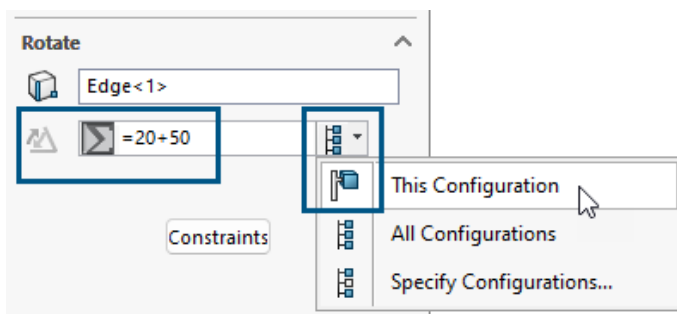 Rotate
Edge<1>
=20+50
This Configuration
Constraints
All Configurations
Specify Configurations...